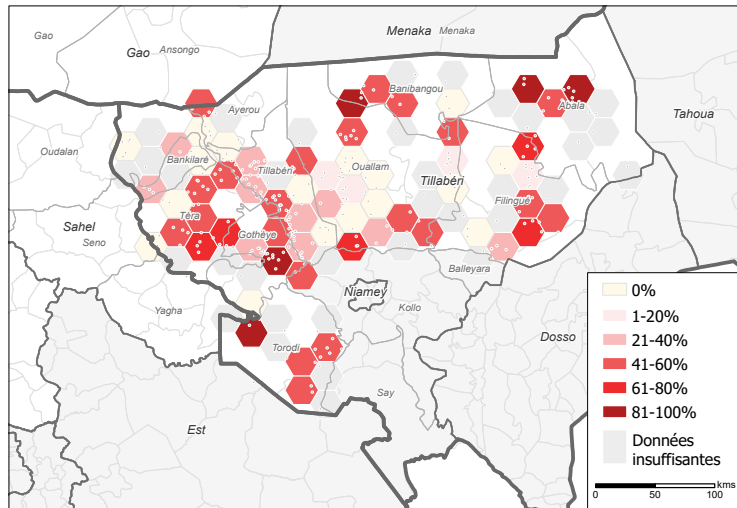 Menaka
Gao
Gao
Menaka
Ansongo
Banibangou
Abala
Ayerou
Tahoua
Oudalan
Bankilaré
Tillabéri
Ouallam
Tillabéri
Filingué
Téra
Sahel
Seno
Gothèye
Balleyara
Niamey
Yagha
Kollo
Dosso
Torodi
Say
Est
0%
1-20%
21-40%
41-60%
61-80%
81-100%
Données
insuffisantes
kms
0 50 100